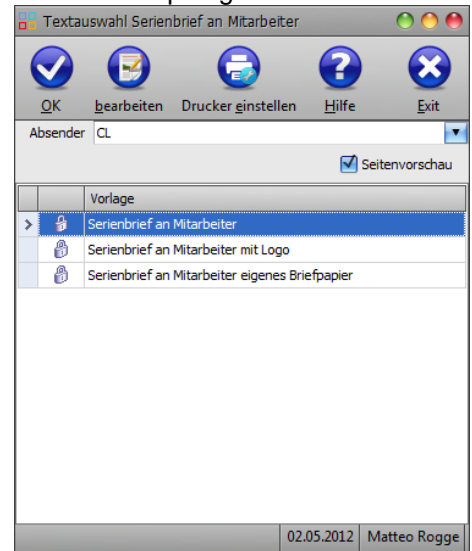 Textauswahl Serienbrief an Mitarbeiter
OK bearbeiten Drucker einstellen Hilfe Exit
Absender CL
Seitenvorschau
Vorlage
Serienbrief an Mitarbeiter
Serienbrief an Mitarbeiter mit Logo
Serienbrief an Mitarbeiter eigenes Briefpapier
02.05.2012 Matteo Rogge